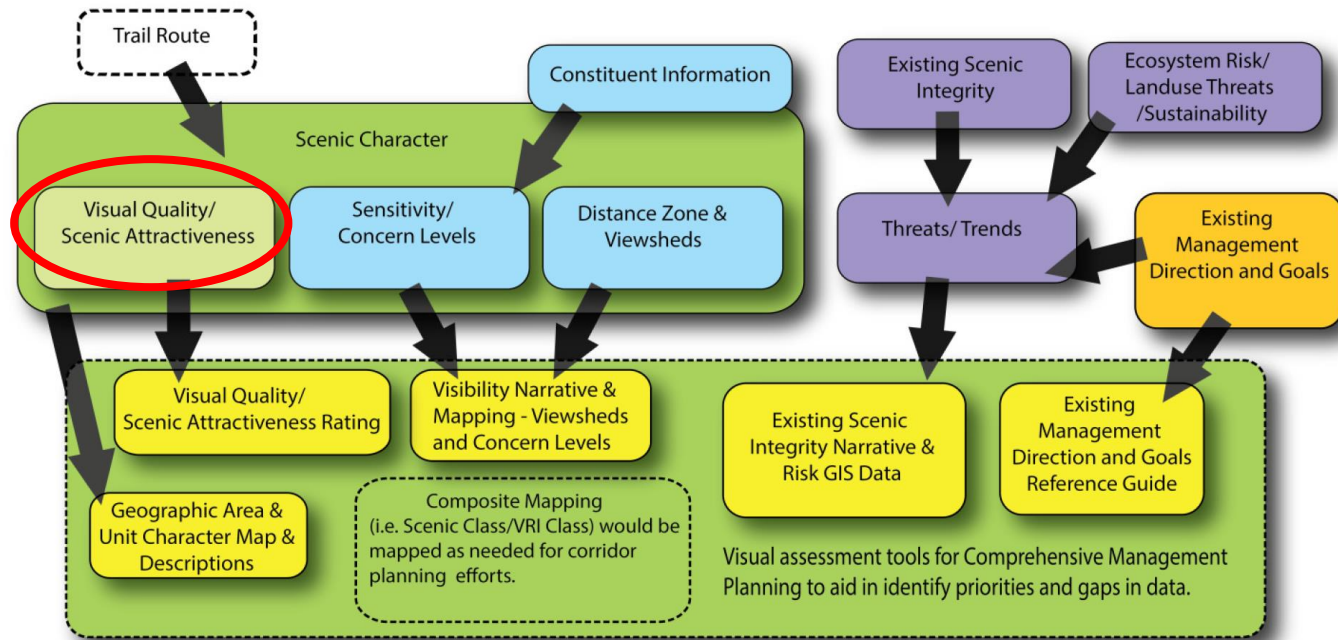 Trail Route
Constituent Information
Existing Scenic
Integrity
Ecosystem Risk/
Landuse Threats
/Sustainability
Scenic Character
Visual Quality/
Scenic Attractiveness
Sensitivity/
Concern Levels
Distance Zone &
Viewsheds
Threats/ Trends
Existing
Management
Direction and Goals
Visual Quality/
Scenic Attractiveness Rating
Visibility Narrative &
Mapping - Viewsheds
and Concern Levels
Existing Scenic
Integrity Narrative &
Risk GIS Data
Existing
Management
Direction and Goals
Reference Guide
Geographic Area &
Unit Character Map &
Descriptions
Composite Mapping
(i.e. Scenic Class/VRI Class) would be
mapped as needed for corridor
planning efforts.
Visual assessment tools for Comprehensive Management
Planning to aid in identify priorities and gaps in data.